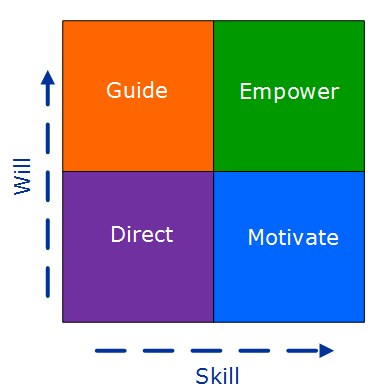 Guide
Empower
Will
Direct
Motivate
Skill